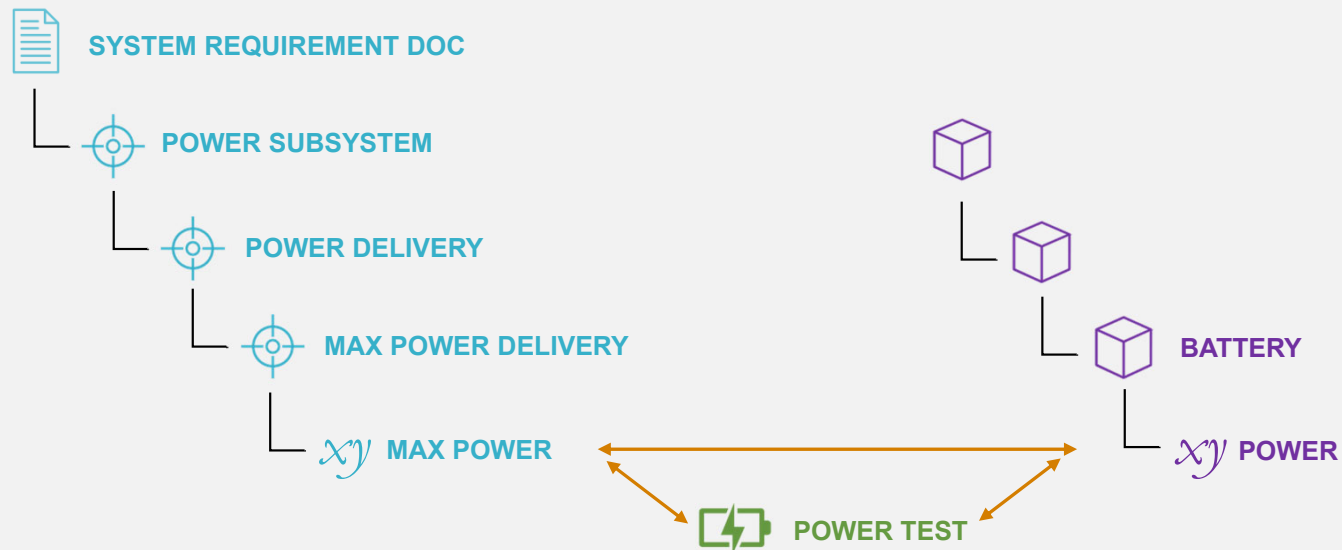 SYSTEM REQUIREMENT DOC
POWER SUBSYSTEM
POWER DELIVERY
MAX POWER DELIVERY
BATTERY
xy MAX POWER
xy POWER
POWER TEST